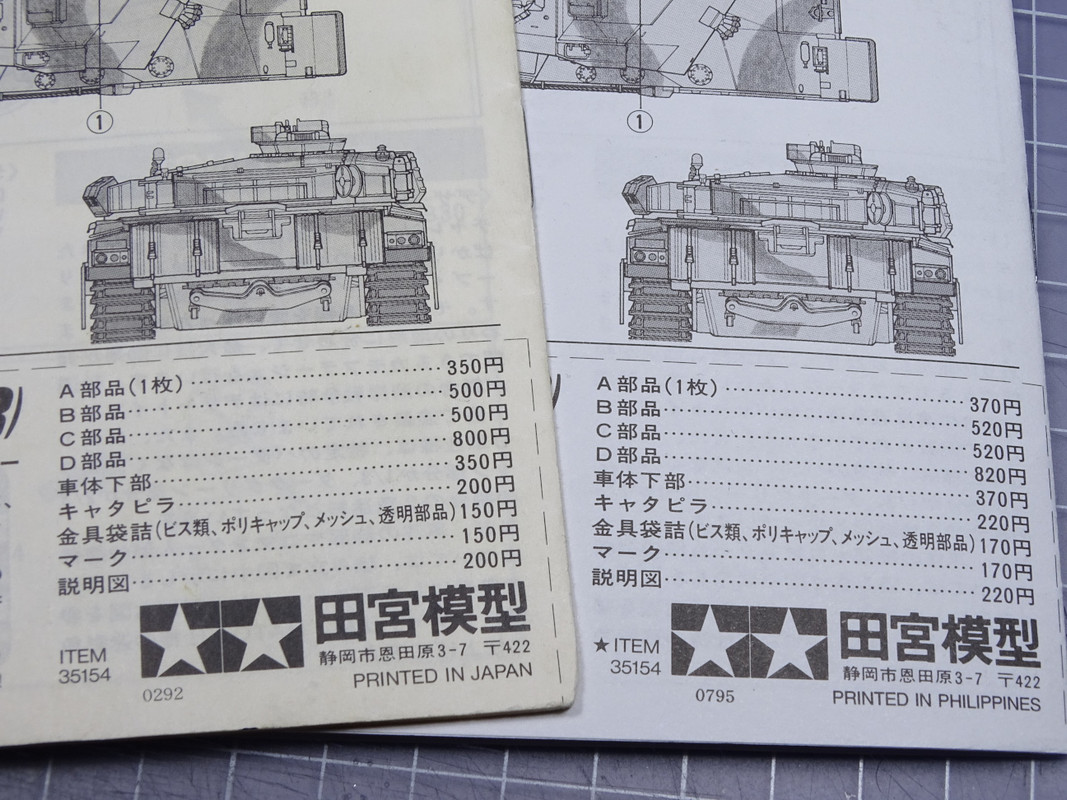 ①
A部品(1枚)……350円
B部品……500円
C部品……500円
D部品……800円
車体下部……350円
キャタピラ……200円
金具袋詰(ビス類、ポリキャップ、メッシュ、透明部品)150円
マーク……150円
説明図……200円
田宮模型
静岡市恩田原3-7 〒422
ITEM
35154
0292
PRINTED IN JAPAN
①
A部品(1枚)……370円
B部品……520円
C部品……520円
D部品……820円
車体下部……370円
キャタピラ……220円
金具袋詰(ビス類、ポリキャップ、メッシュ、透明部品)170円
マーク……170円
説明図……220円
田宮模型
静岡市恩田原3-7 〒422
★ITEM
35154
0795
PRINTED IN PHILIPPINES